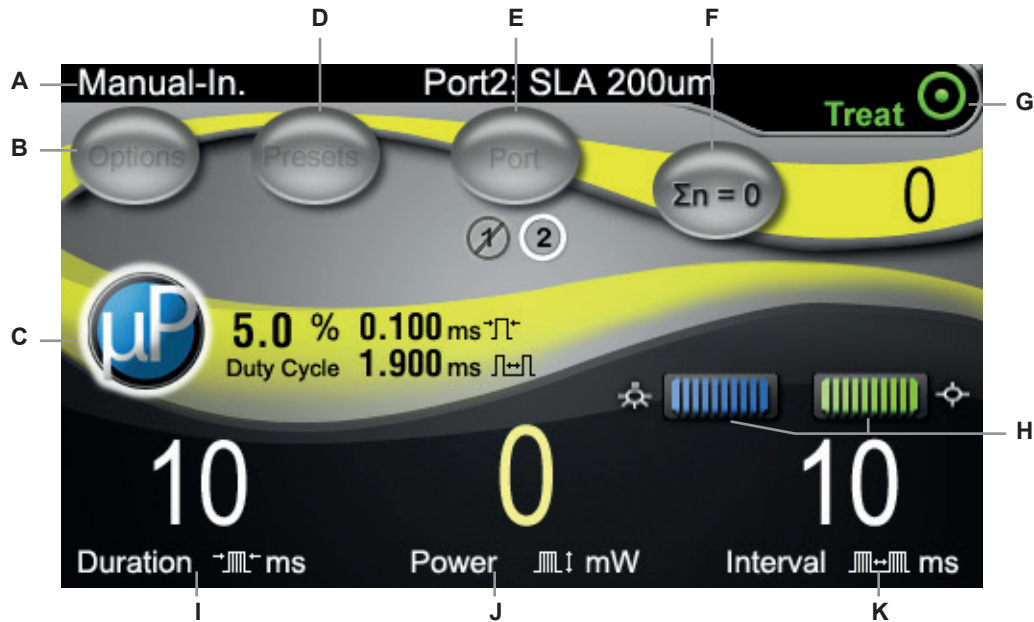 D E F
A Manual-In. Port2: SLA 200um
Treat G
B Options Presets Port Σn = 0 0
1 2
C µP 5.0 % 0.100 ms
Duty Cycle 1.900 ms
H
10 0 10
Duration ms Power mW Interval ms
I J K